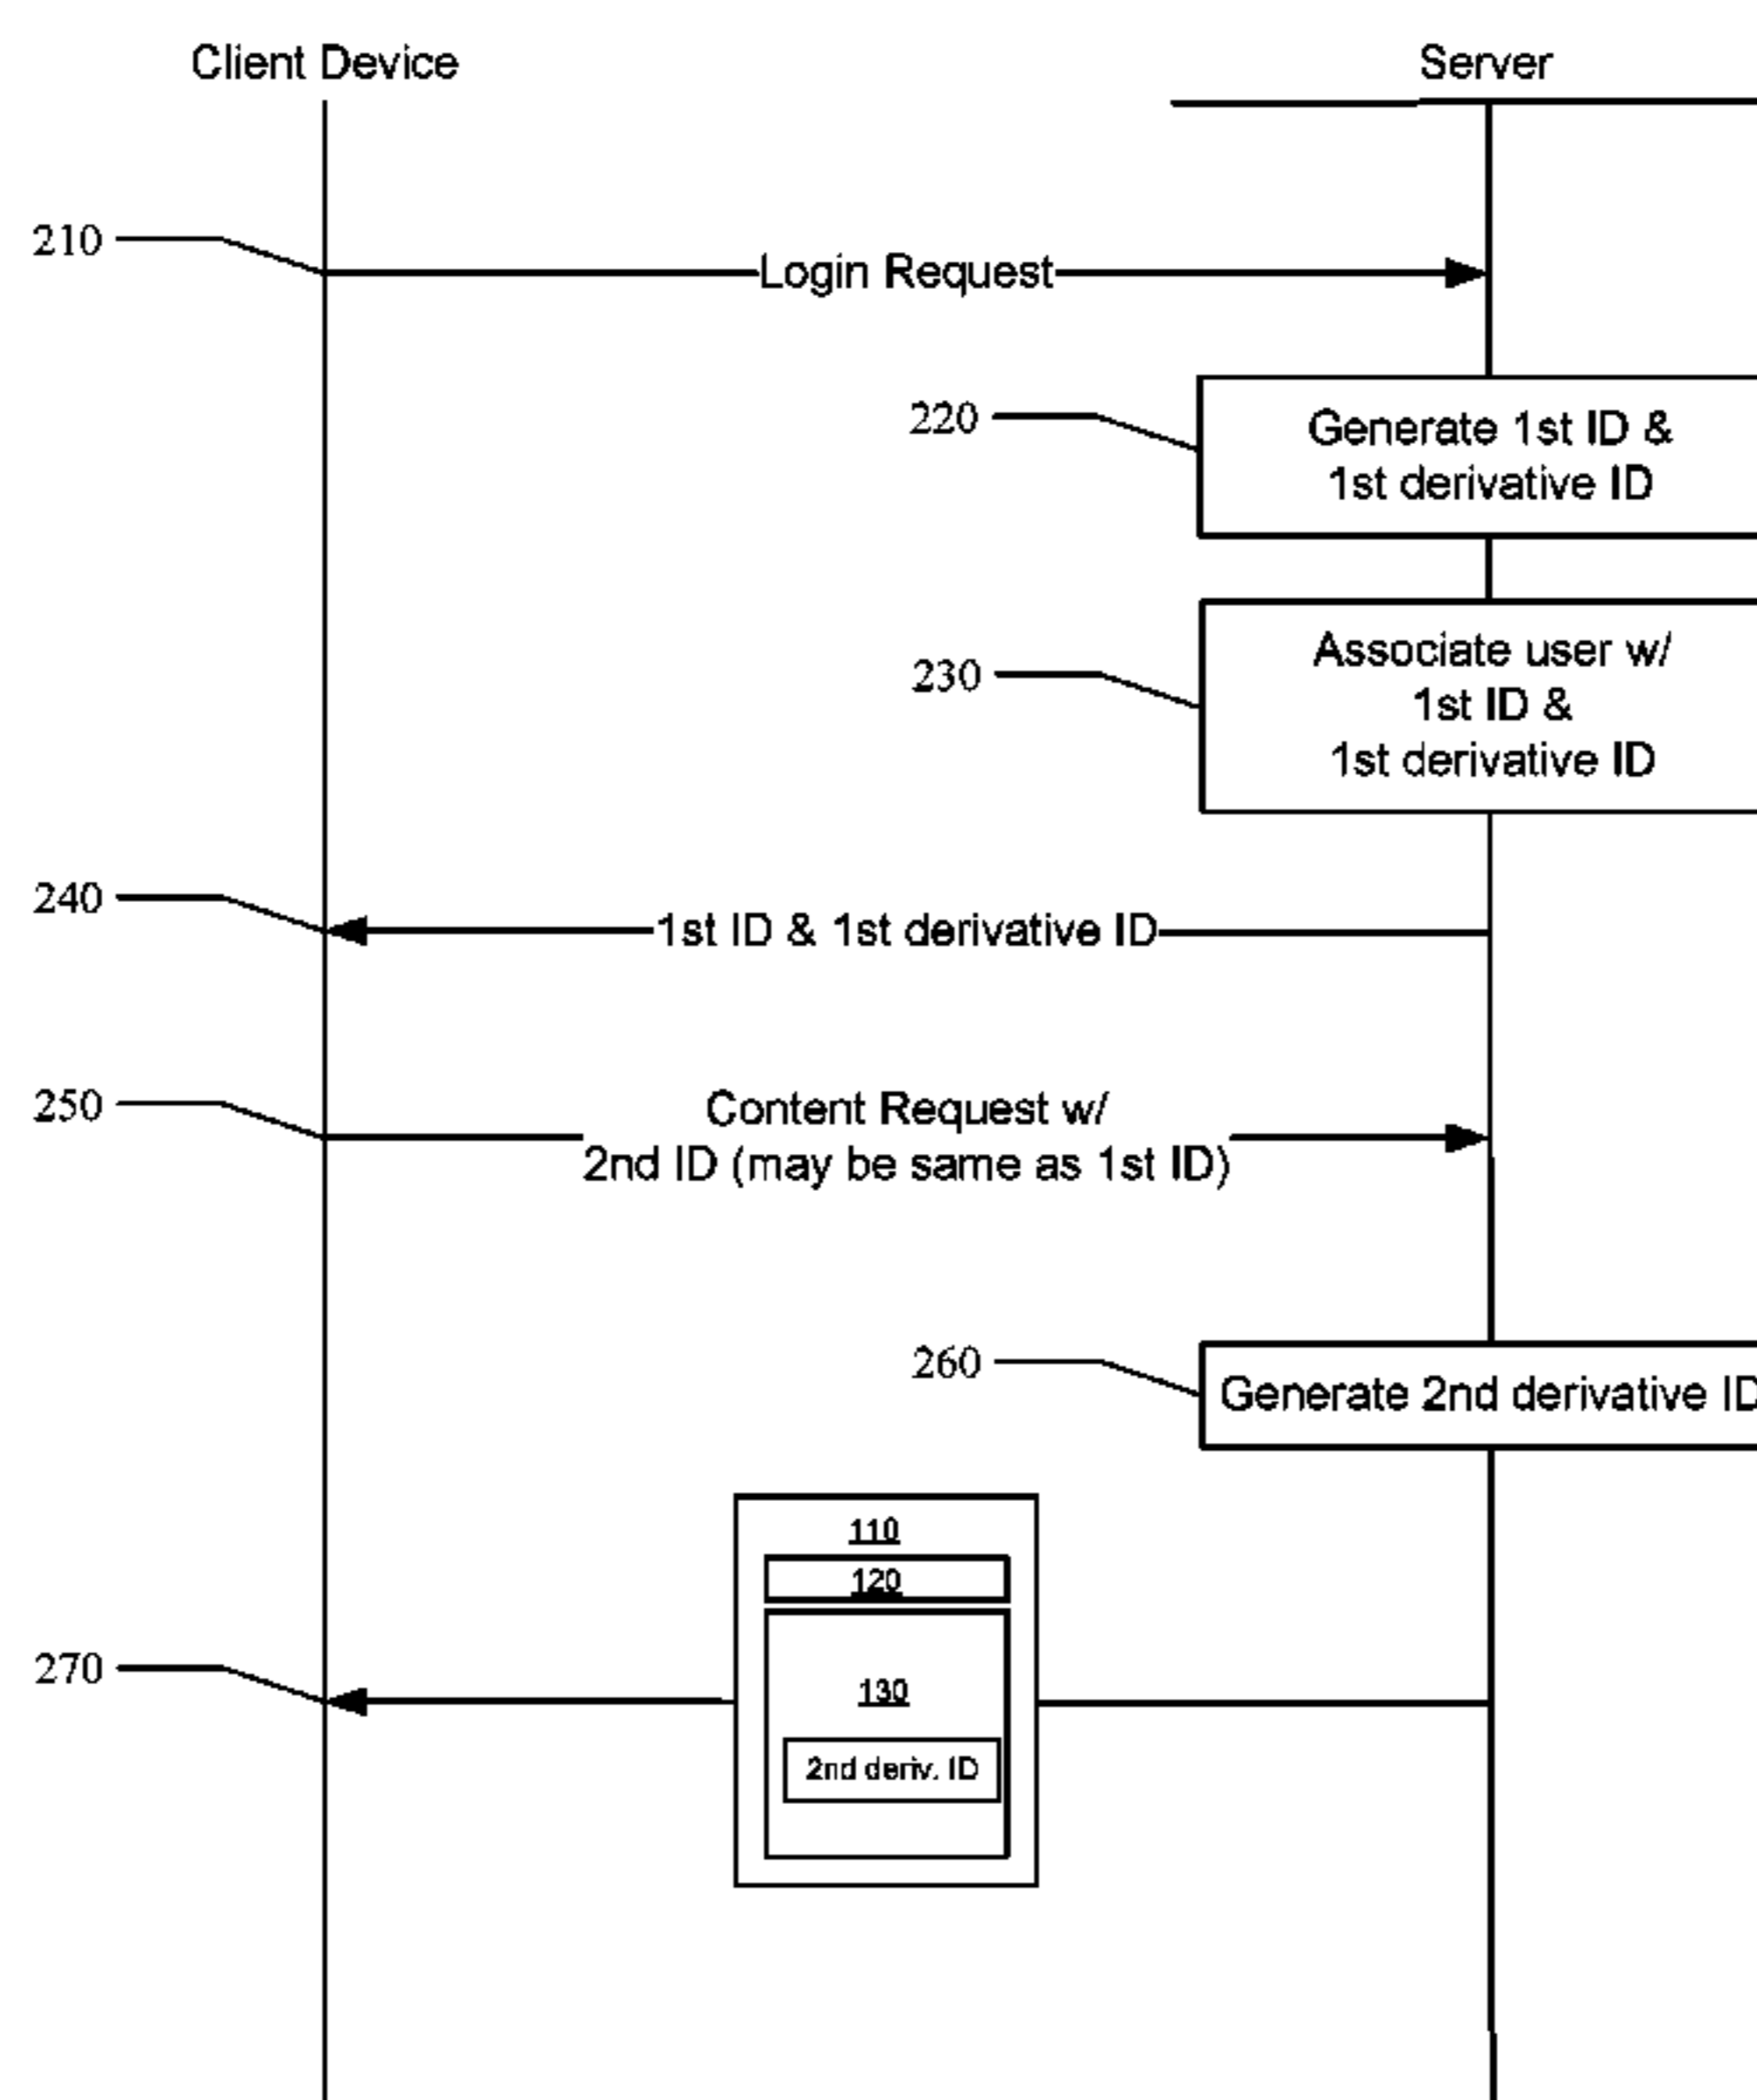 Client Device
Server
210
Login Request
220
Generate 1st ID &
1st derivative ID
230
Associate user w/
1st ID &
1st derivative ID
240
1st ID & 1st derivative ID
250
Content Request w/
2nd ID (may be same as 1st ID)
260
Generate 2nd derivative ID
110
120
270
130
2nd deriv. ID